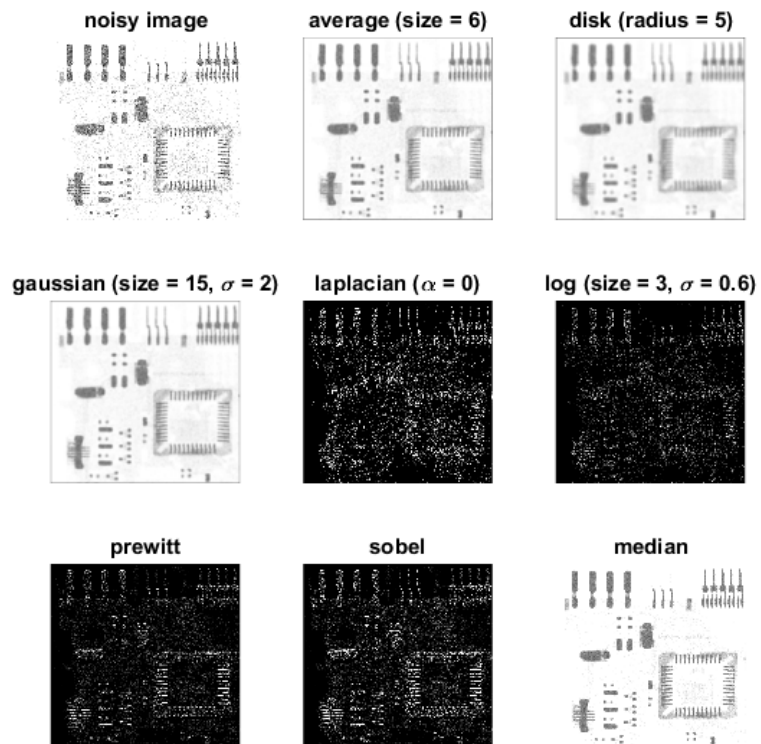 noisy image
average (size = 6)
disk (radius = 5)
gaussian (size = 15, σ = 2)
laplacian (α = 0)
log (size = 3, σ = 0.6)
prewitt
sobel
median